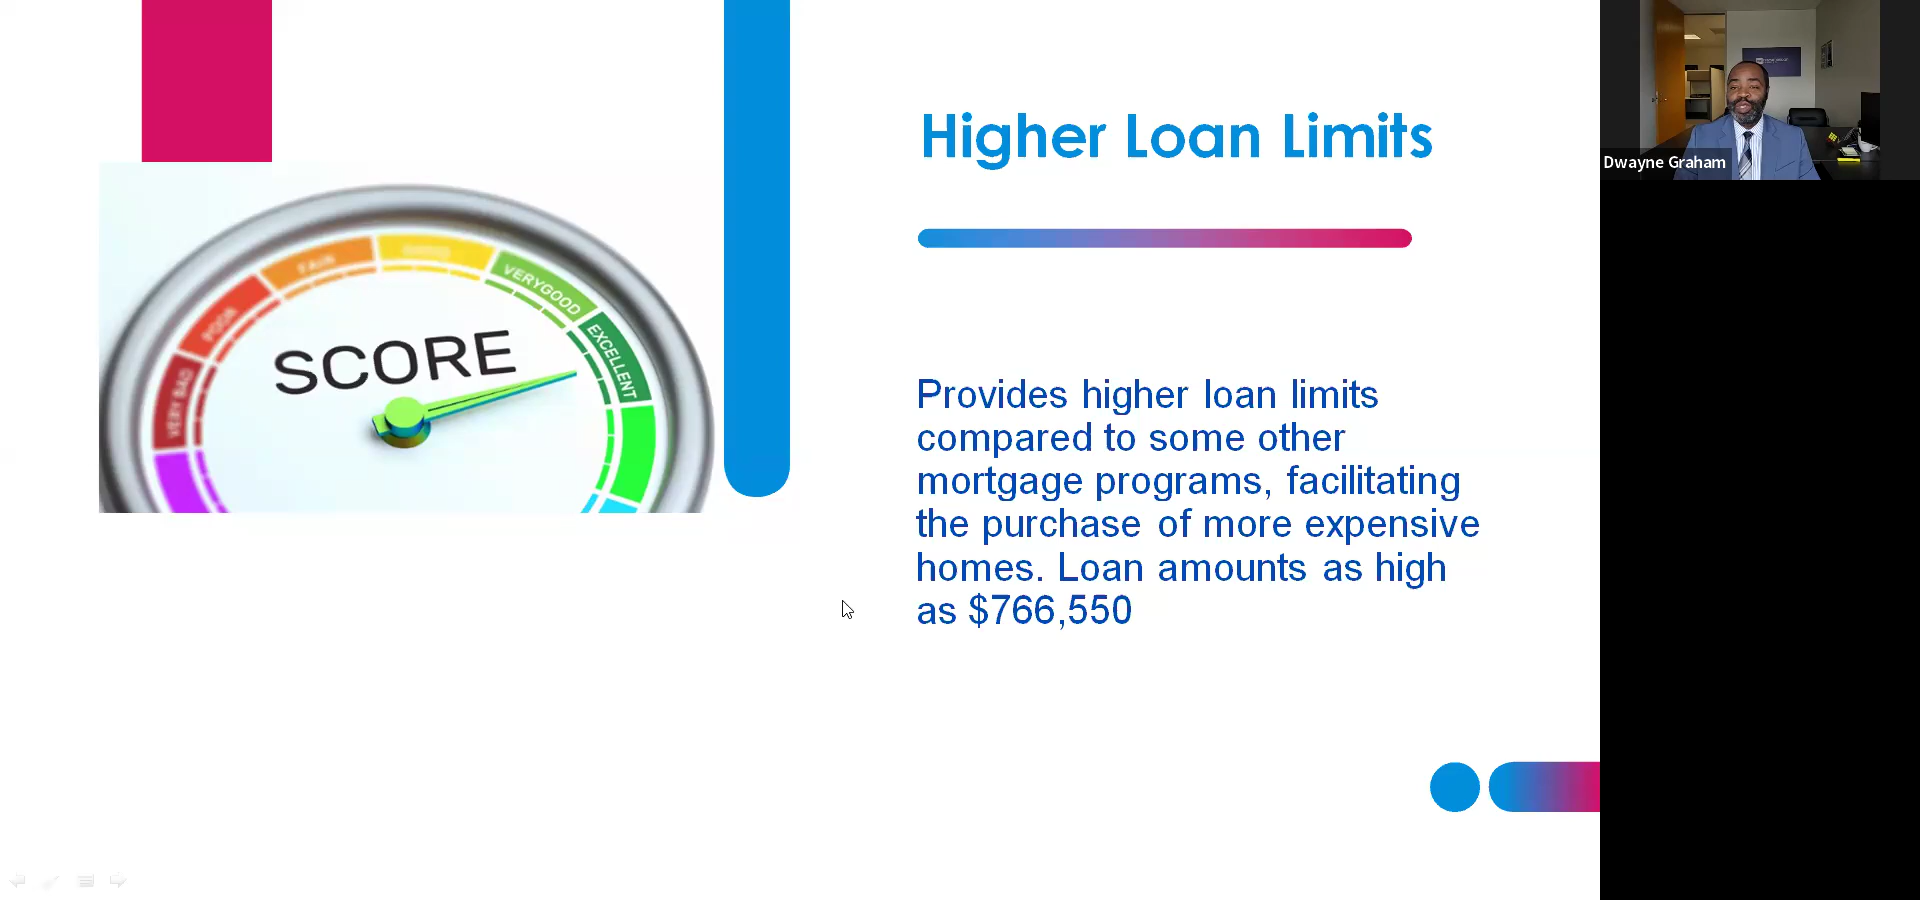 Higher Loan Limits
Provides higher loan limits
compared to some other
mortgage programs, facilitating
the purchase of more expensive
homes. Loan amounts as high
as $766,550
SCORE
VERY BAD
POOR
FAIR
GOOD
VERYGOOD
EXCELLENT
Dwayne Graham